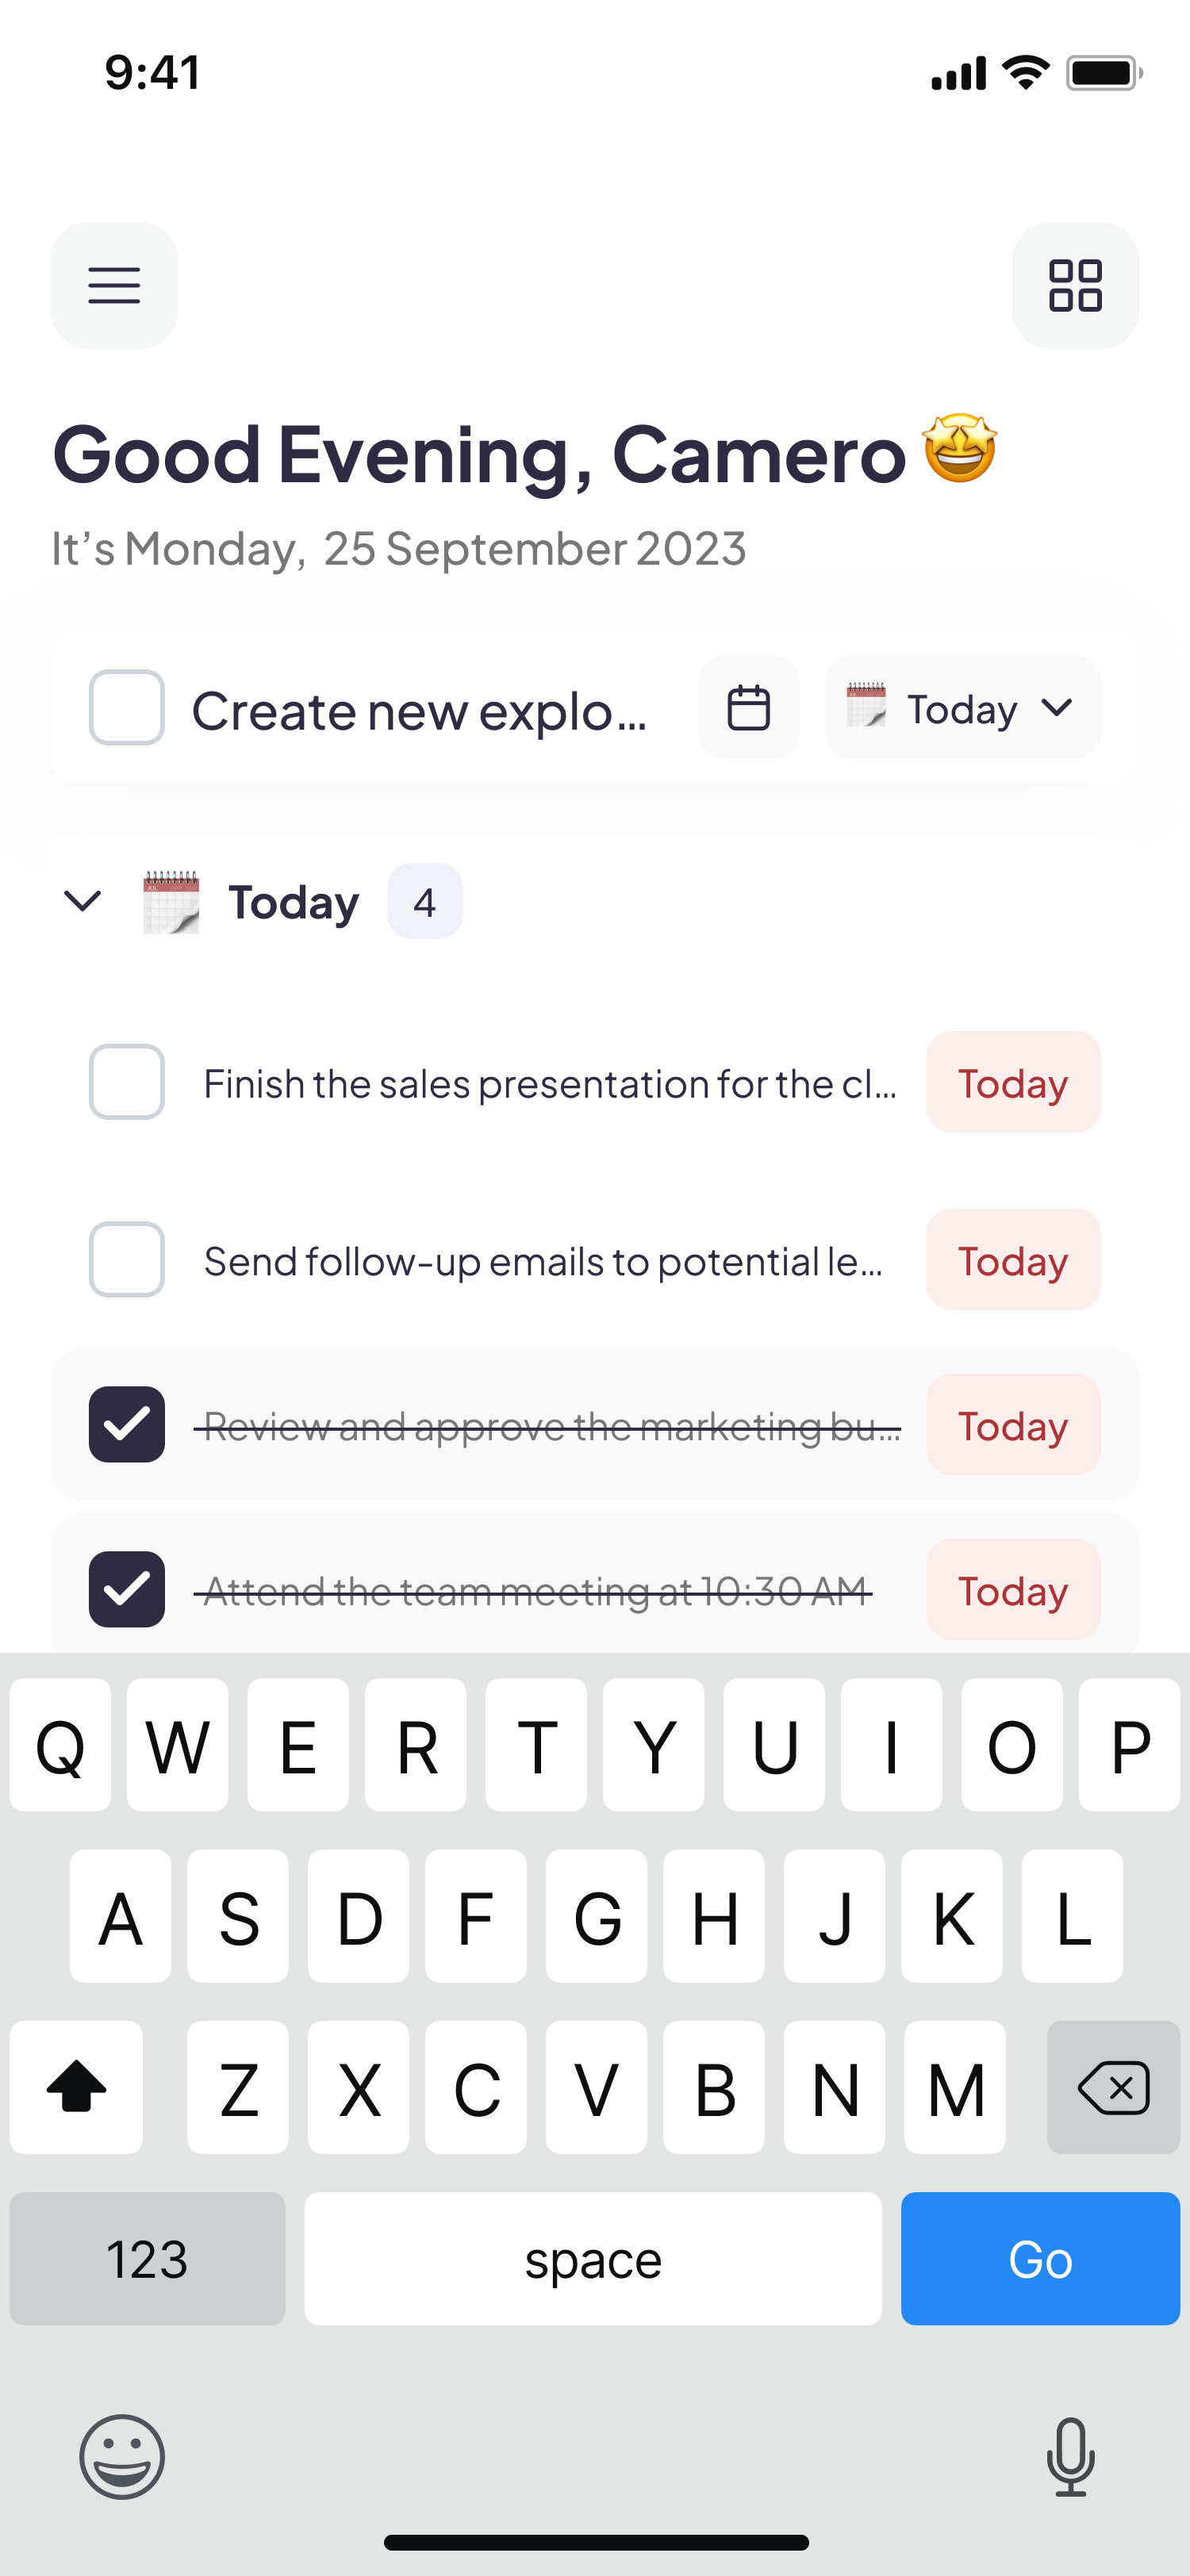 9:41
Good Evening, Camero 🤩
It’s Monday, 25 September 2023
Create new explo...
Today
Today
4
Finish the sales presentation for the cl...
Today
Send follow-up emails to potential le...
Today
Review and approve the marketing bu...
Today
Attend the team meeting at 10:30 AM
Today
Q W E R T Y U I O P
A S D F G H J K L
Z X C V B N M
123 space Go